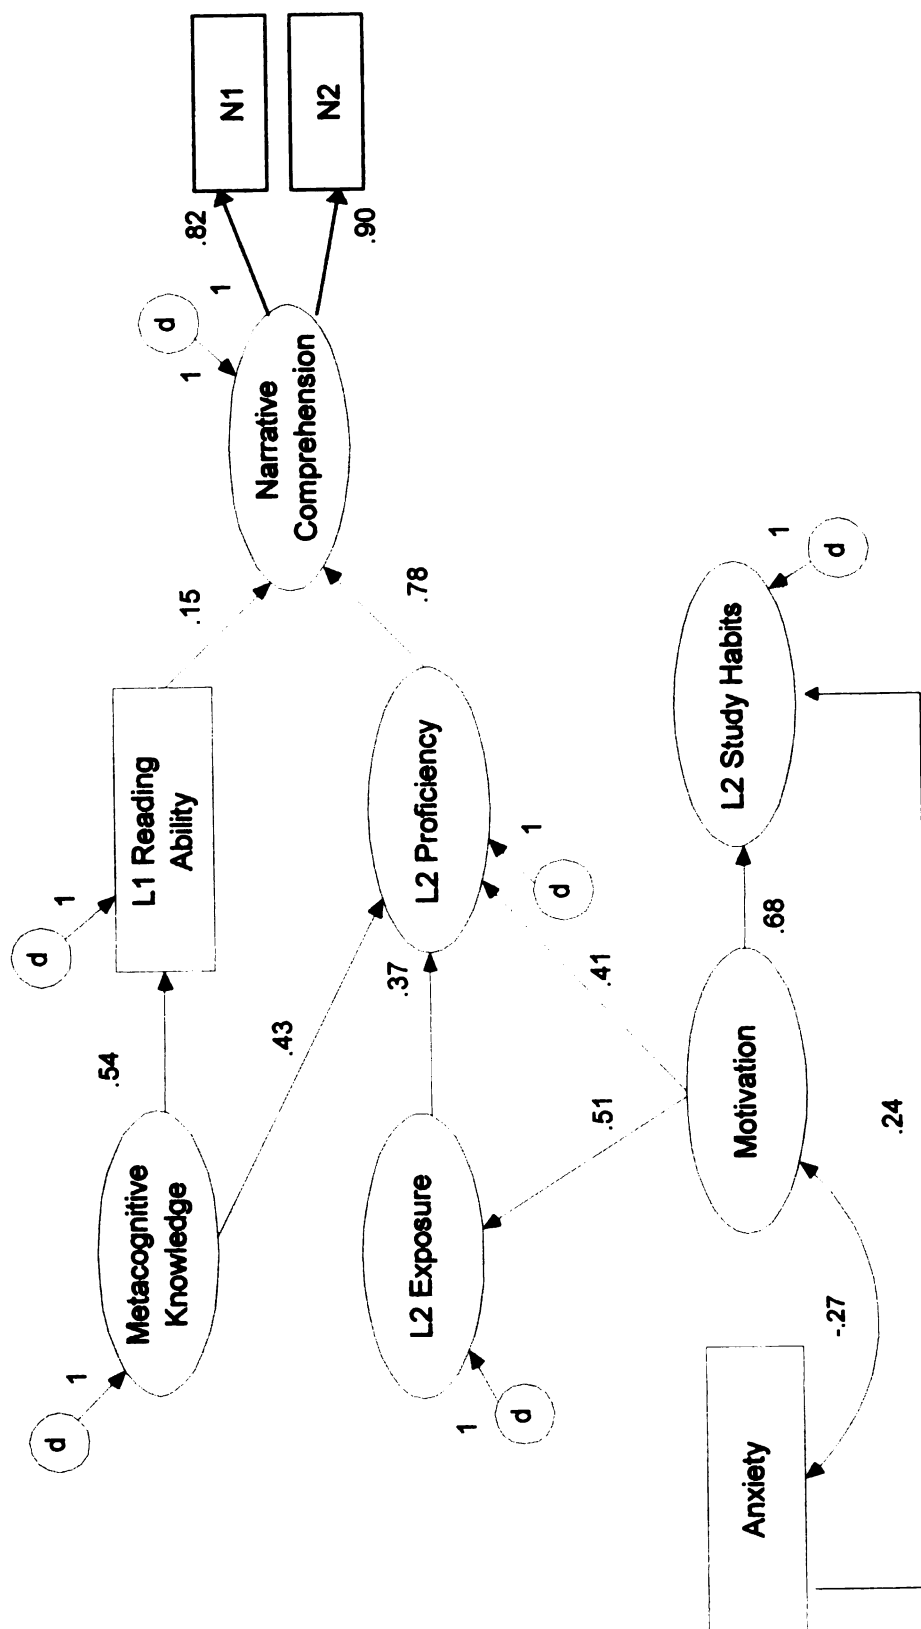 d
1
Metacognitive
Knowledge
.54
d
1
L1 Reading
Ability
.15
d
1
1
Narrative
Comprehension
.82
N1
.90
N2
.43
.78
d
1
L2 Exposure
.37
L2 Proficiency
1
d
.51
.41
Anxiety
-.27
Motivation
.68
L2 Study Habits
1
d
.24